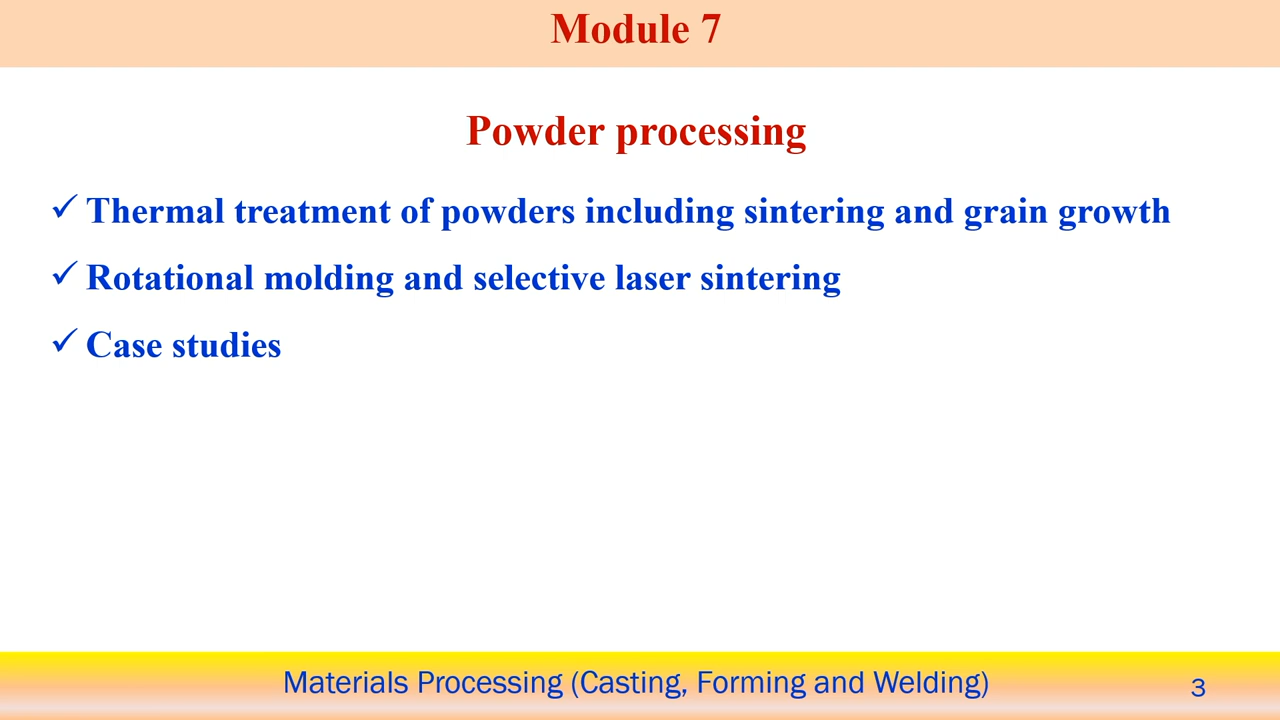 Module 7
Powder processing
✓ Thermal treatment of powders including sintering and grain growth
✓ Rotational molding and selective laser sintering
✓ Case studies
Materials Processing (Casting, Forming and Welding)
3